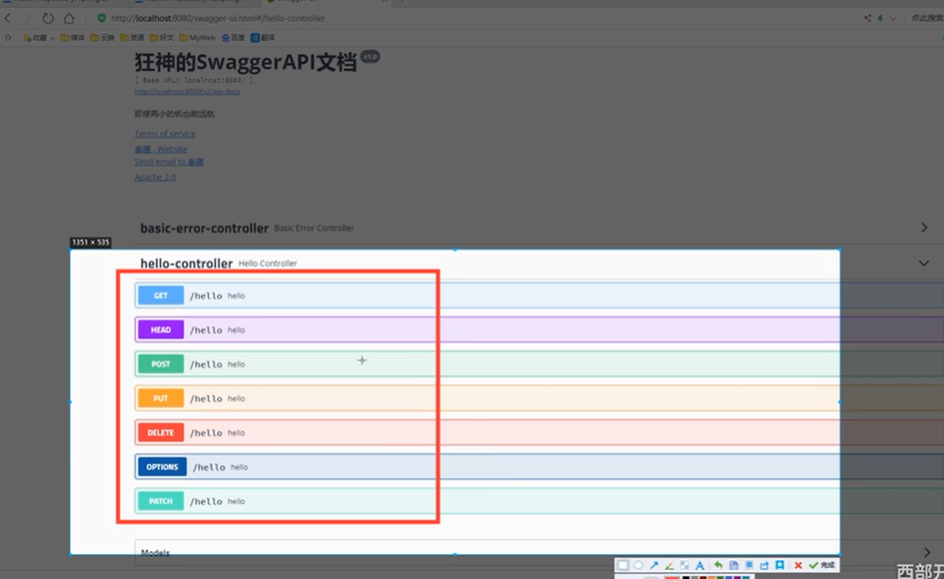 http://localhost:8080/swagger-ui.html#/hello-controller
点此搜索
收藏 媒体 云端 资源 好文 MyWeb 百度 翻译
狂神的SwaggerAPI文档 v1.0
[ Base URL: localhost:8080/ ]
http://localhost:8080/v2/api-docs
即使再小的帆也能远航
Terms of service
秦疆 - Website
Send email to 秦疆
Apache 2.0
basic-error-controller Basic Error Controller
1351 × 535
hello-controller Hello Controller
GET /hello hello
HEAD /hello hello
POST /hello hello
PUT /hello hello
DELETE /hello hello
OPTIONS /hello hello
PATCH /hello hello
Models
完成
西部开